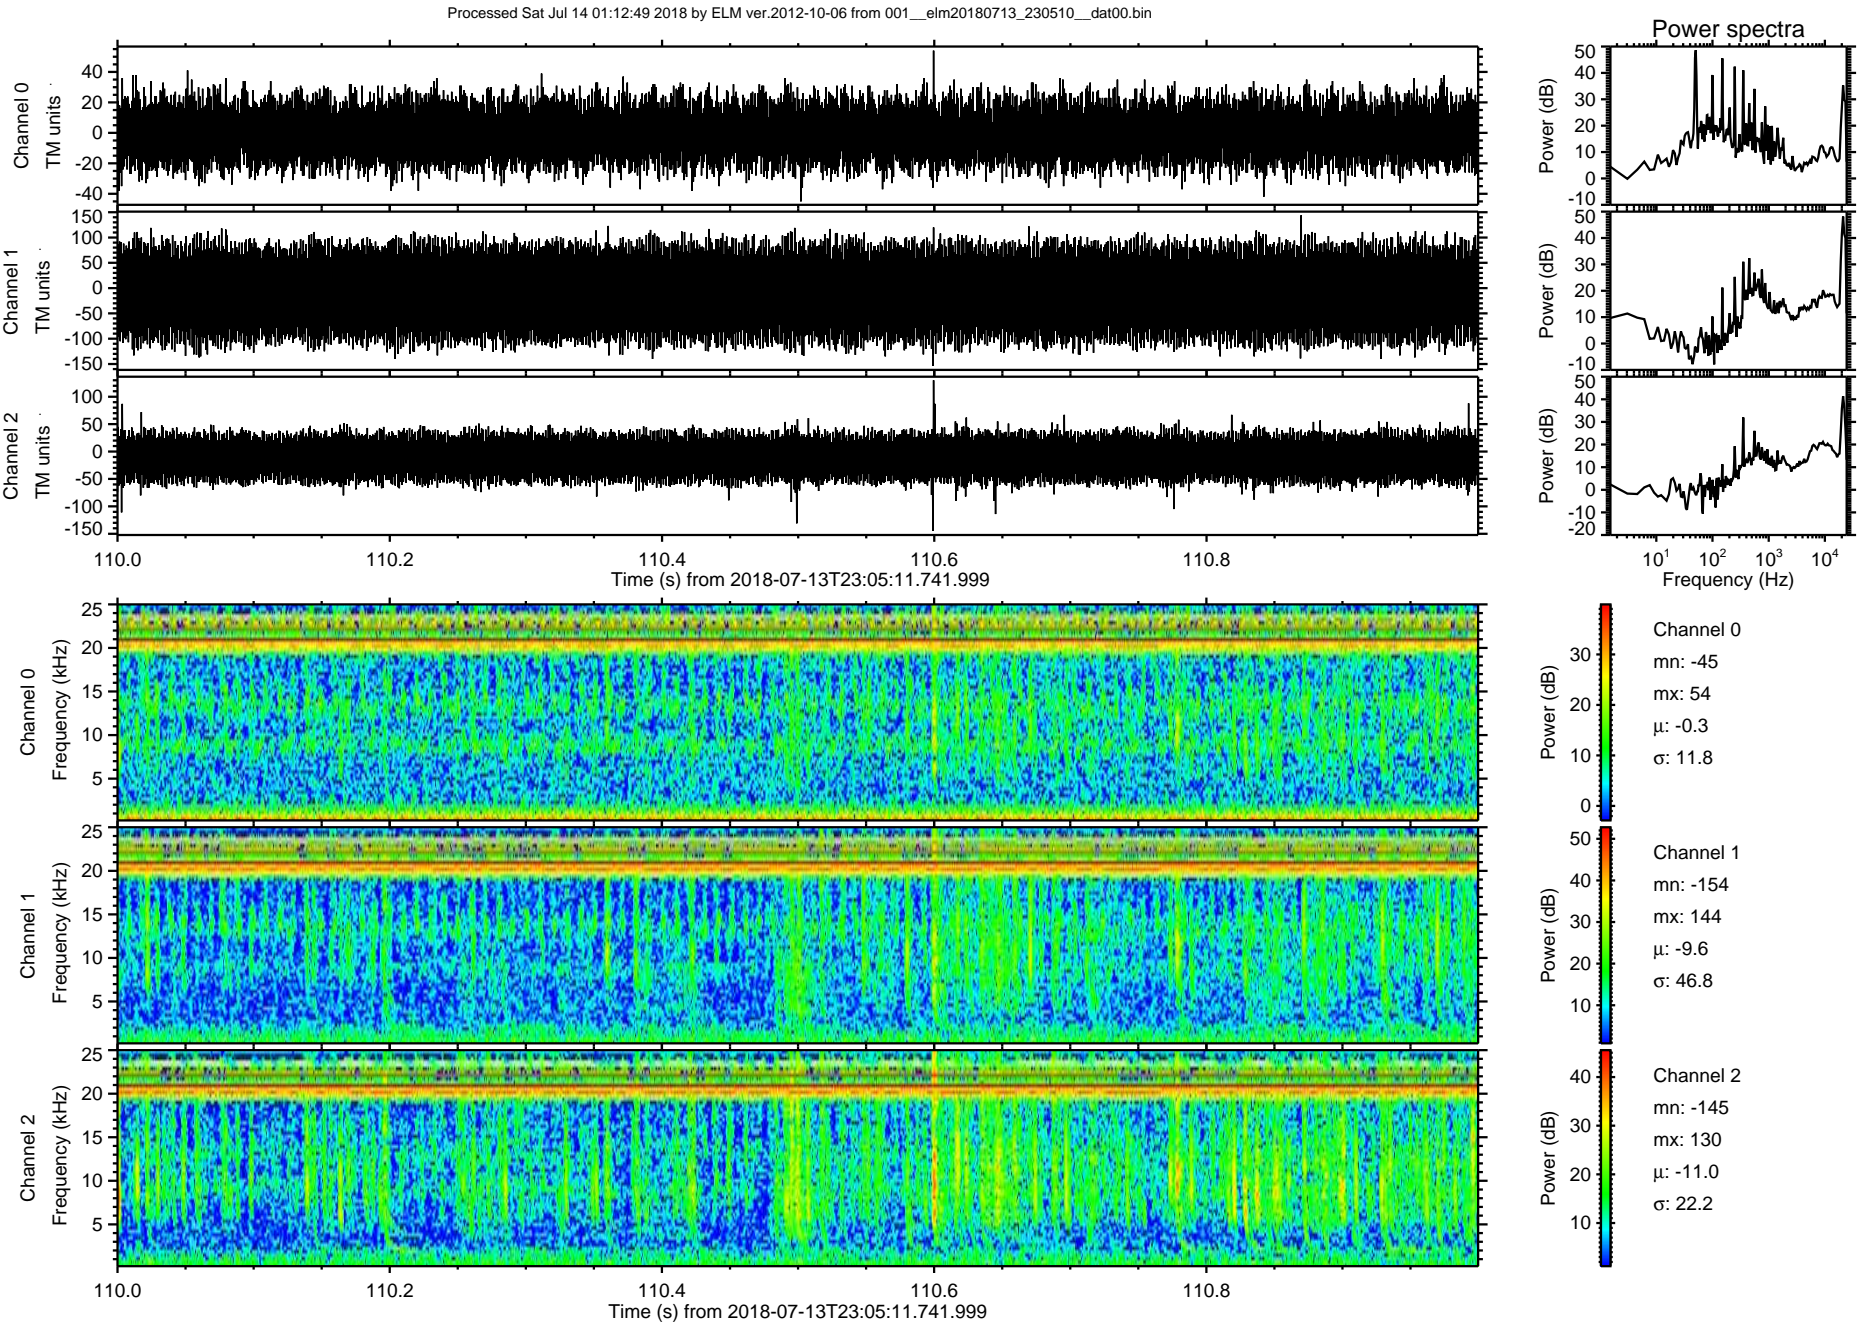 Processed Sat Jul 14 01:12:49 2018 by ELM ver.2012-10-06 from 001__elm20180713_230510__dat00.bin
Power spectra
Channel 0
TM units
40
20
0
-20
-40
Power (dB)
50
40
30
20
10
0
-10
Channel 1
TM units
150
100
50
0
-50
-100
-150
Power (dB)
50
40
30
20
10
0
-10
Channel 2
TM units
100
50
0
-50
-100
-150
Power (dB)
50
40
30
20
10
0
-10
-20
110.0 110.2 110.4 110.6 110.8
Time (s) from 2018-07-13T23:05:11.741.999
10^1 10^2 10^3 10^4
Frequency (Hz)
Channel 0
Frequency (kHz)
25
20
15
10
5
Power (dB)
30
20
10
0
Channel 0
mn: -45
mx: 54
μ: -0.3
σ: 11.8
Channel 1
Frequency (kHz)
25
20
15
10
5
Power (dB)
50
40
30
20
10
Channel 1
mn: -154
mx: 144
μ: -9.6
σ: 46.8
Channel 2
Frequency (kHz)
25
20
15
10
5
Power (dB)
40
30
20
10
Channel 2
mn: -145
mx: 130
μ: -11.0
σ: 22.2
110.0 110.2 110.4 110.6 110.8
Time (s) from 2018-07-13T23:05:11.741.999